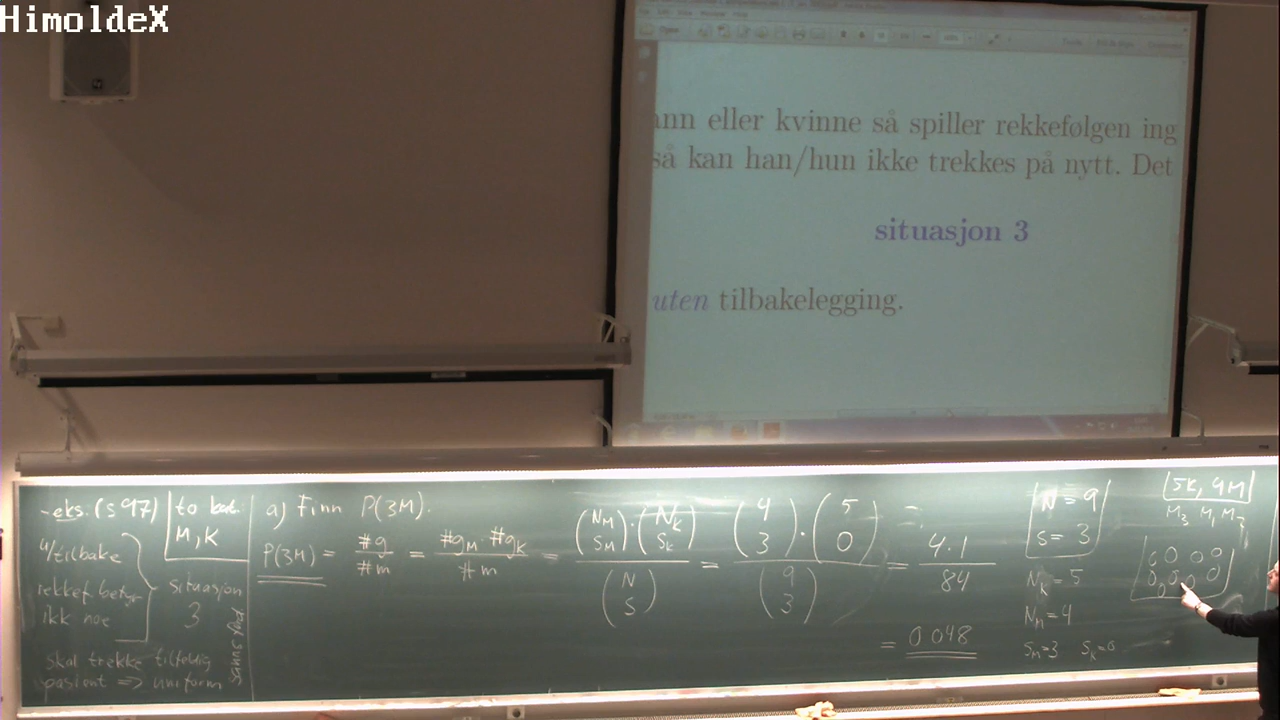 HimoldeX
ann eller kvinne så spiller rekkefølgen ing
så kan han/hun ikke trekkes på nytt. Det
situasjon 3
uten tilbakelegging.
-eks. (s 97)
to kat.
M, K
u/tilbake
rekkef. betyr
ikk noe
situasjon
3
skal trekke tilfeldig
pasient => uniform
a) Finn P(3M).
P(3M) = #g / #m = #g_M · #g_K / #m = (N_M S_M)·(N_K S_K) / (N S) = (4 3)·(5 0) / (9 3) = 4·1 / 84
= 0.048
N = 9
s = 3
N_K = 5
N_M = 4
S_M=3 S_K=0
5K, 4M